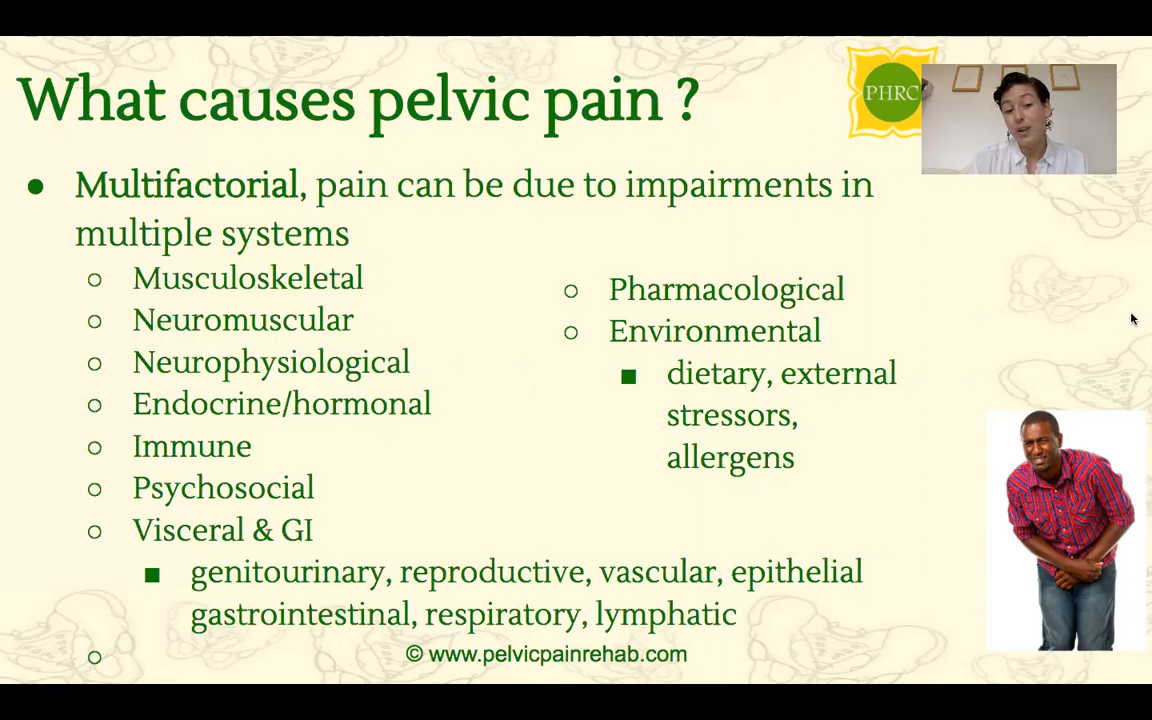 What causes pelvic pain ?
PHRC
● Multifactorial, pain can be due to impairments in
multiple systems
○ Musculoskeletal
○ Neuromuscular
○ Neurophysiological
○ Endocrine/hormonal
○ Immune
○ Psychosocial
○ Visceral & GI
■ genitourinary, reproductive, vascular, epithelial
gastrointestinal, respiratory, lymphatic
○
○ Pharmacological
○ Environmental
■ dietary, external
stressors,
allergens
© www.pelvicpainrehab.com